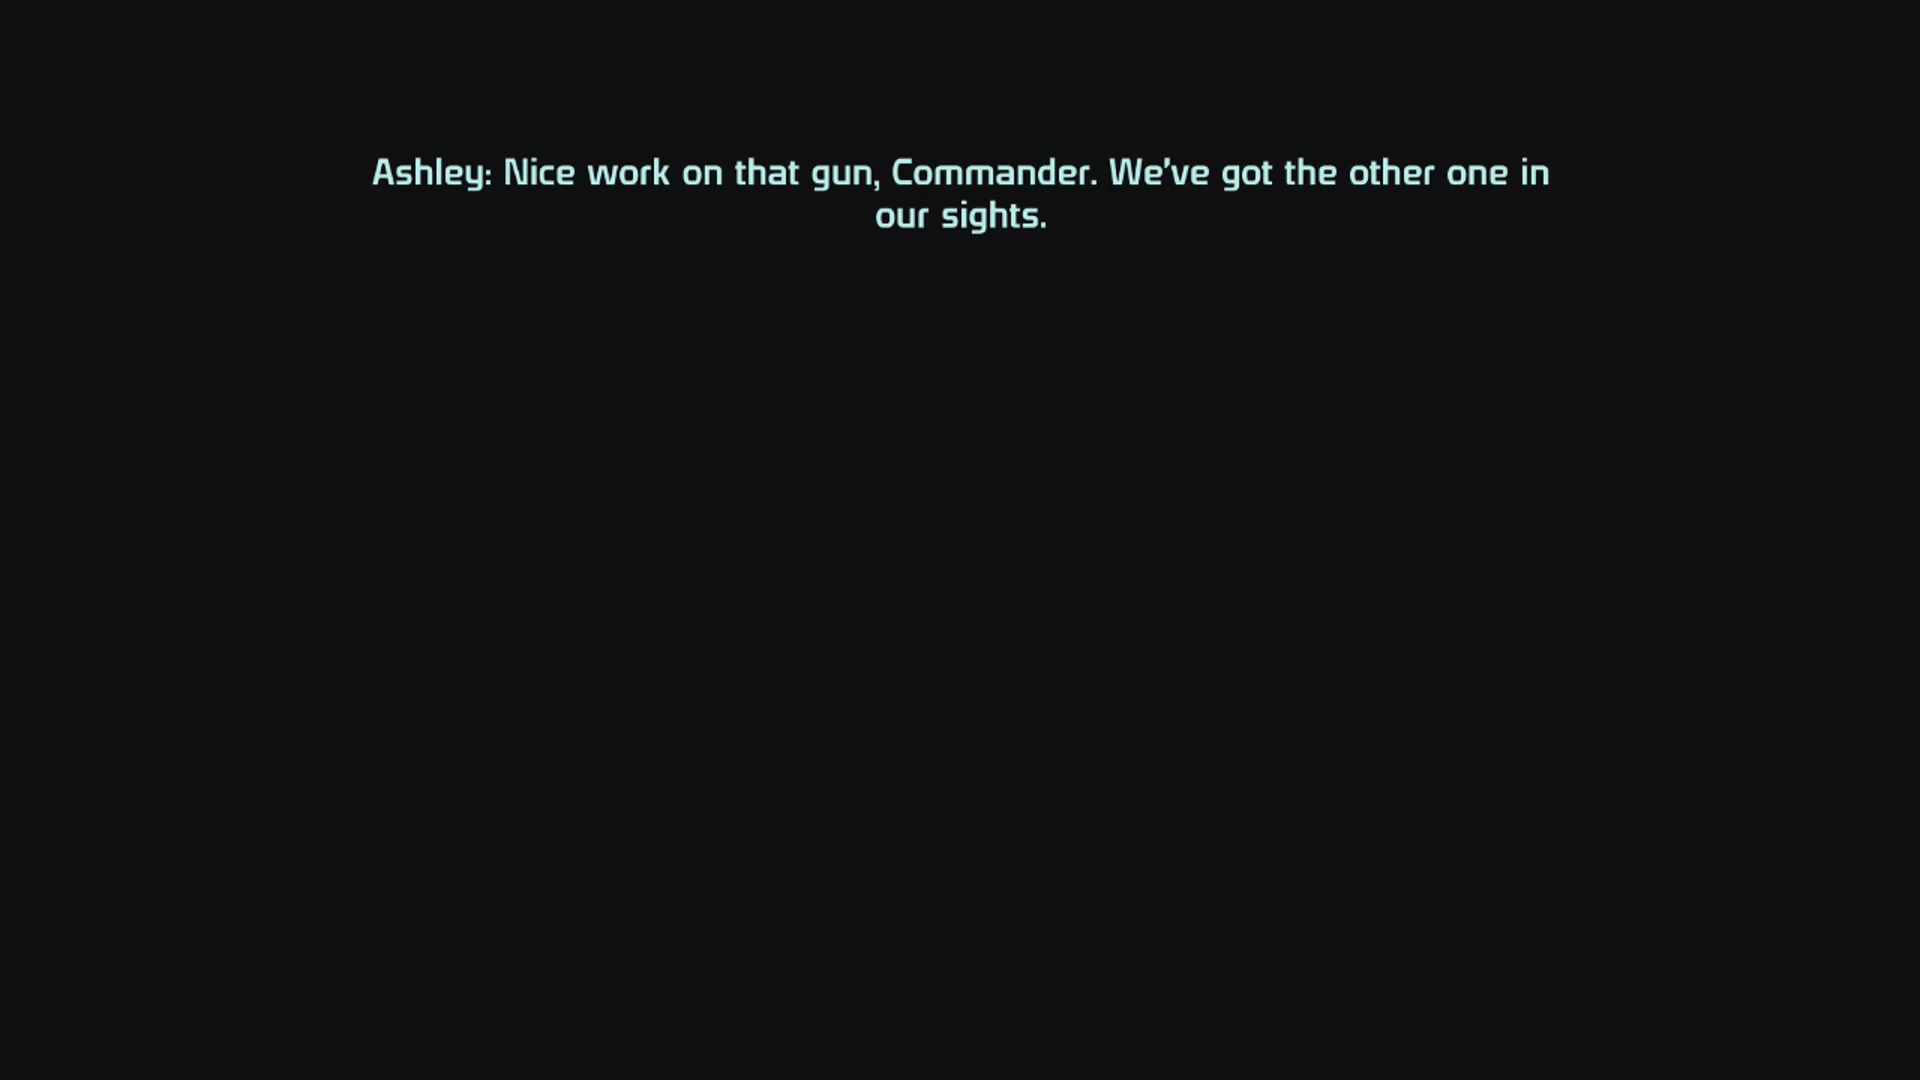 Ashley: Nice work on that gun, Commander. We've got the other one in
our sights.